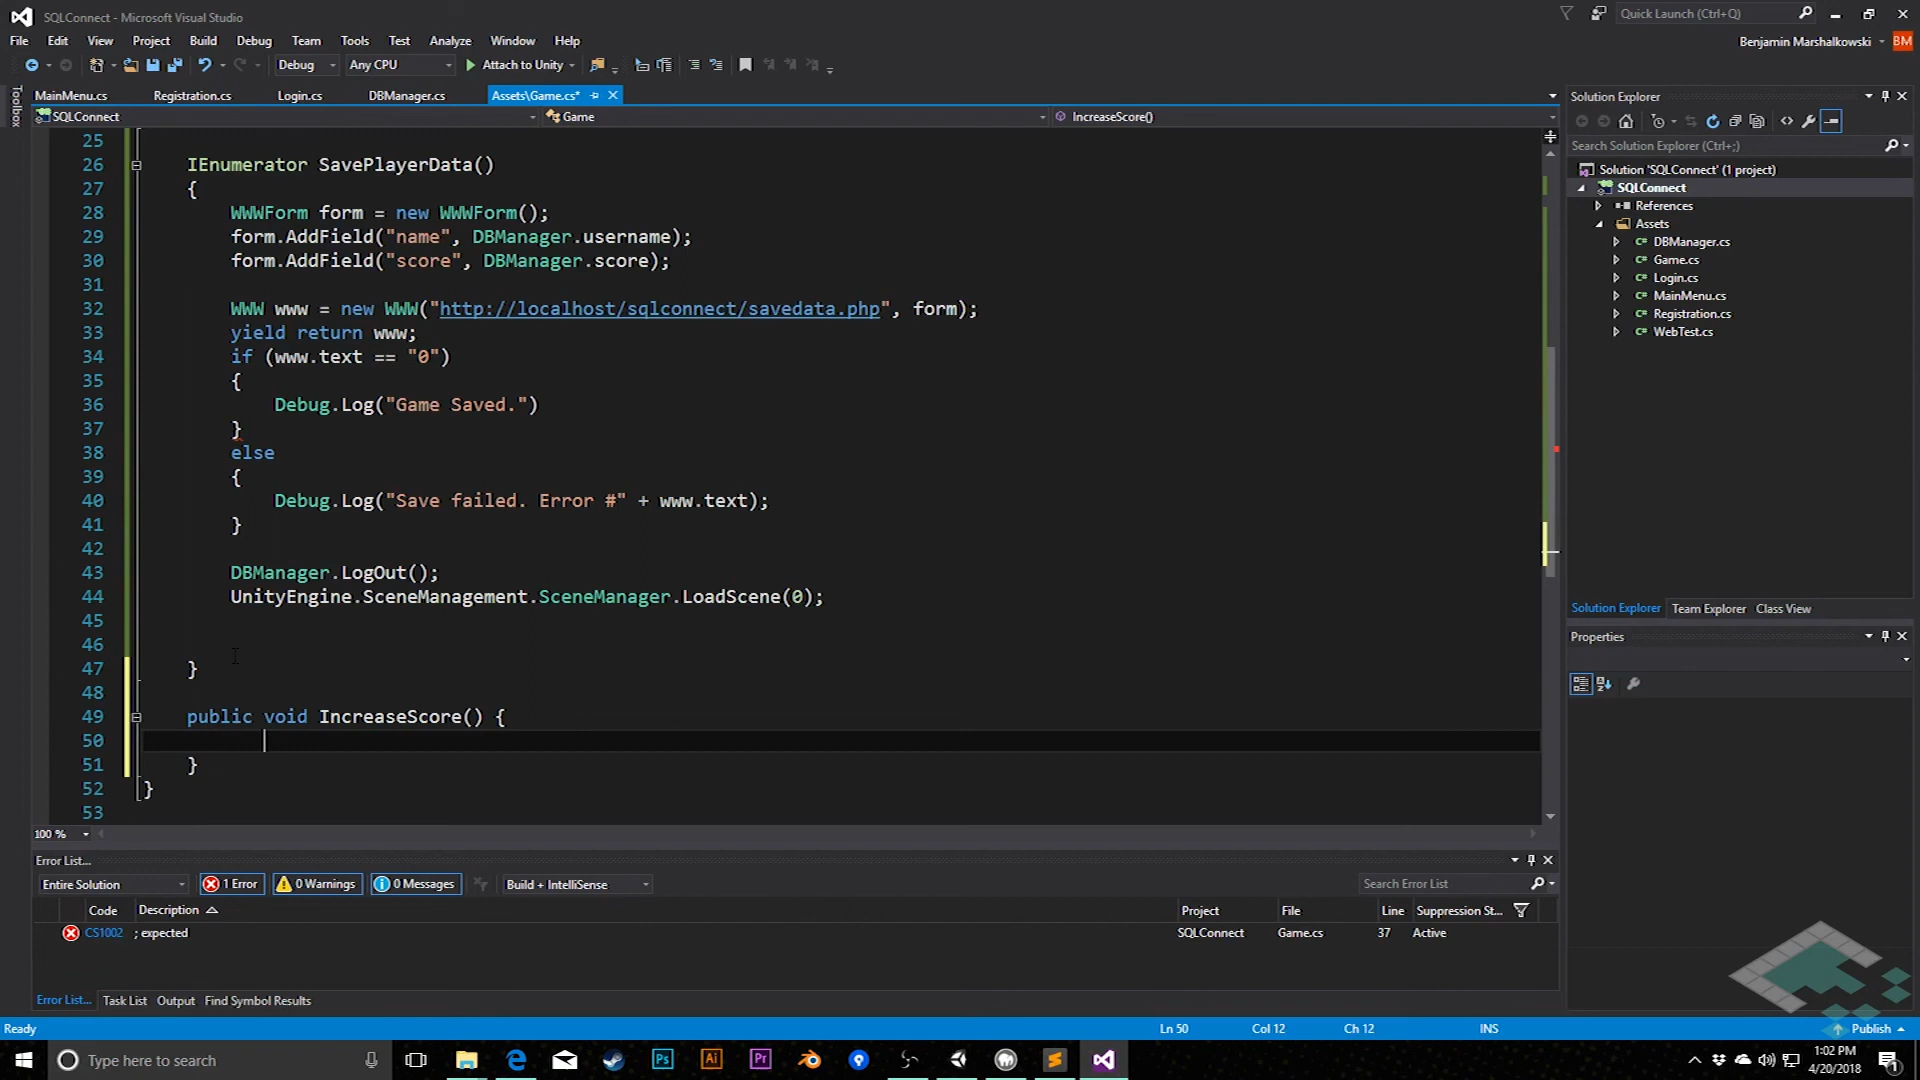 SQLConnect - Microsoft Visual Studio
Quick Launch (Ctrl+Q)
File Edit View Project Build Debug Team Tools Test Analyze Window Help
Benjamin Marshalkowski BM
Debug Any CPU Attach to Unity
Toolbox
MainMenu.cs Registration.cs Login.cs DBManager.cs Assets\Game.cs*
SQLConnect Game IncreaseScore()
25
26 IEnumerator SavePlayerData()
27 {
28 WWWForm form = new WWWForm();
29 form.AddField("name", DBManager.username);
30 form.AddField("score", DBManager.score);
31
32 WWW www = new WWW("http://localhost/sqlconnect/savedata.php", form);
33 yield return www;
34 if (www.text == "0")
35 {
36 Debug.Log("Game Saved.")
37 }
38 else
39 {
40 Debug.Log("Save failed. Error #" + www.text);
41 }
42
43 DBManager.LogOut();
44 UnityEngine.SceneManagement.SceneManager.LoadScene(0);
45
46
47 }
48
49 public void IncreaseScore() {
50
51 }
52 }
53
100 %
Solution Explorer
Search Solution Explorer (Ctrl+;)
Solution 'SQLConnect' (1 project)
SQLConnect
References
Assets
C# DBManager.cs
C# Game.cs
C# Login.cs
C# MainMenu.cs
C# Registration.cs
C# WebTest.cs
Solution Explorer Team Explorer Class View
Properties
Error List...
Entire Solution 1 Error 0 Warnings 0 Messages Build + IntelliSense Search Error List
Code Description Project File Line Suppression St...
CS1002 ; expected SQLConnect Game.cs 37 Active
Error List... Task List Output Find Symbol Results
Ready Ln 50 Col 12 Ch 12 INS Publish
Type here to search Ps Ai Pr 1:02 PM
4/20/2018